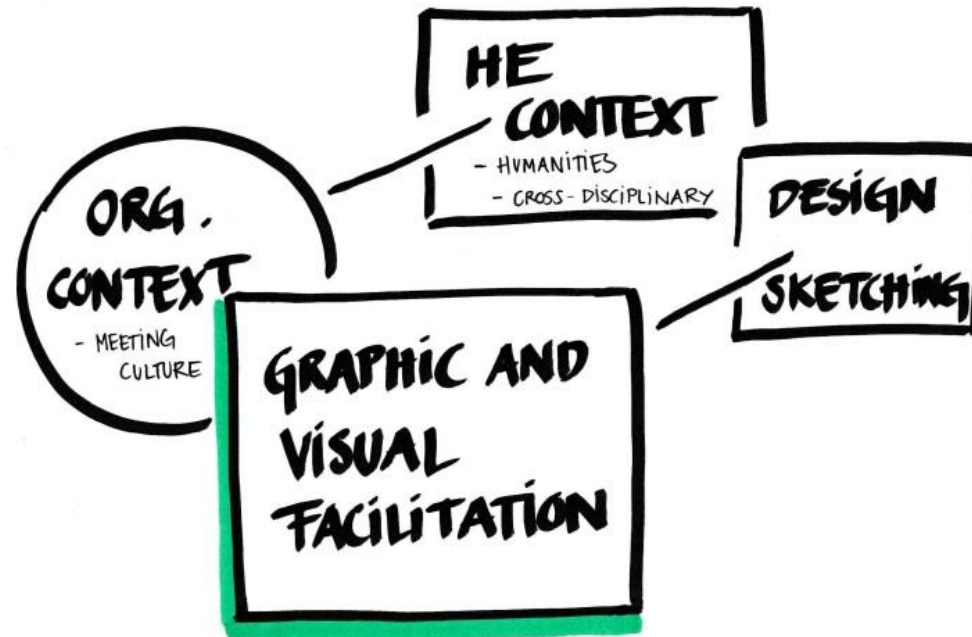 HE
CONTEXT
- HUMANITIES
- CROSS-DISCIPLINARY
ORG.
CONTEXT
- MEETING
CULTURE
DESIGN
SKETCHING
GRAPHIC AND
VISUAL
FACILITATION